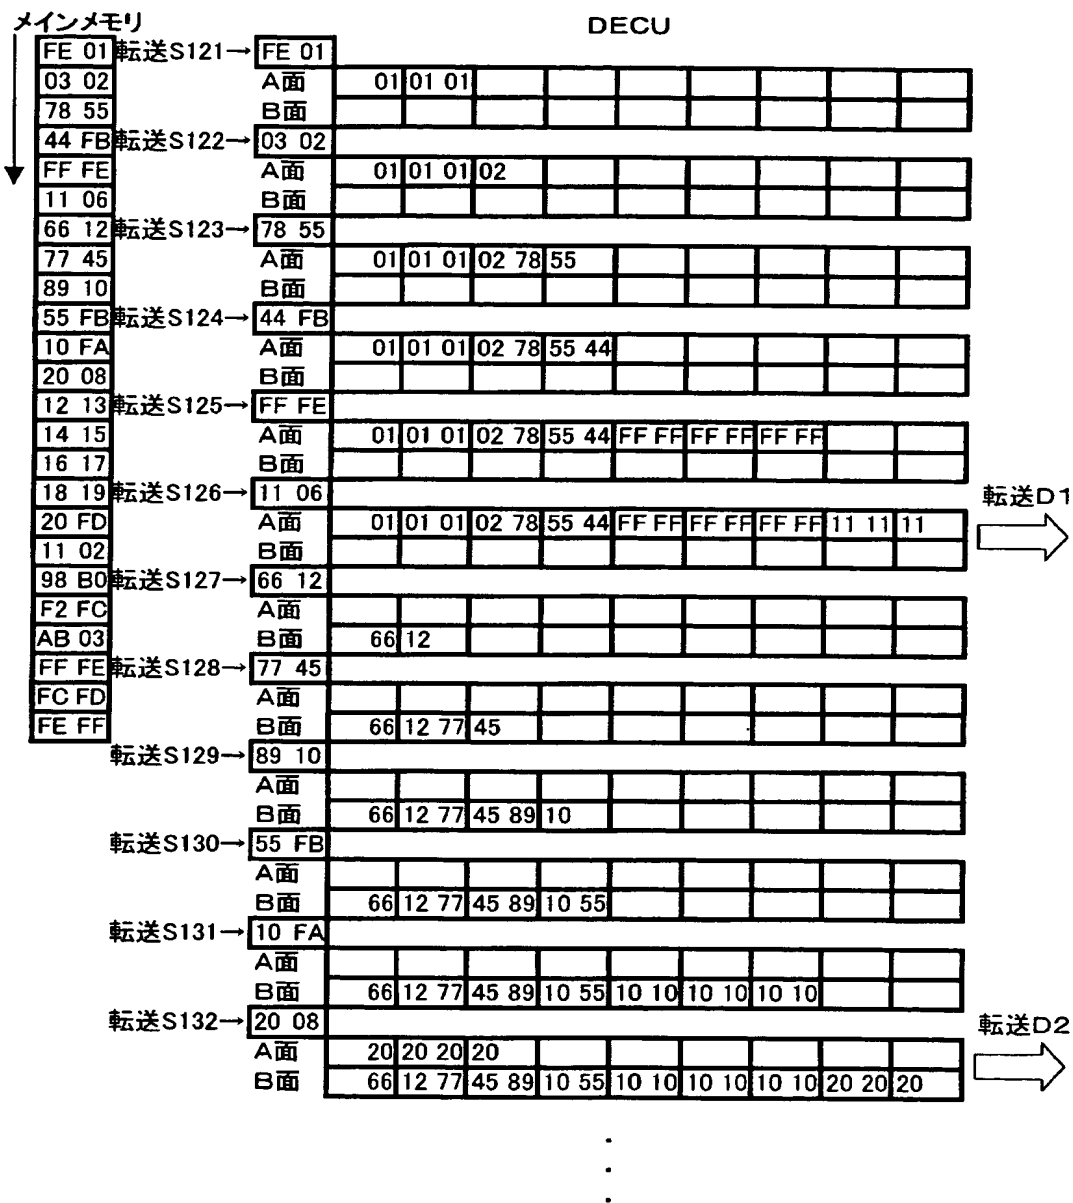 メインメモリ
DECU
FE 01 転送S121→ FE 01
03 02 A面 01 01 01
78 55 B面
44 FB 転送S122→ 03 02
FF FE A面 01 01 01 02
11 06 B面
66 12 転送S123→ 78 55
77 45 A面 01 01 01 02 78 55
89 10 B面
55 FB 転送S124→ 44 FB
10 FA A面 01 01 01 02 78 55 44
20 08 B面
12 13 転送S125→ FF FE
14 15 A面 01 01 01 02 78 55 44 FF FF FF FF FF FF
16 17 B面
18 19 転送S126→ 11 06 転送D1
20 FD A面 01 01 01 02 78 55 44 FF FF FF FF FF FF 11 11 11
11 02 B面
98 B0 転送S127→ 66 12
F2 FC A面
AB 03 B面 66 12
FF FE 転送S128→ 77 45
FC FD A面
FE FF B面 66 12 77 45
転送S129→ 89 10
A面
B面 66 12 77 45 89 10
転送S130→ 55 FB
A面
B面 66 12 77 45 89 10 55
転送S131→ 10 FA
A面
B面 66 12 77 45 89 10 55 10 10 10 10 10 10
転送S132→ 20 08 転送D2
A面 20 20 20 20
B面 66 12 77 45 89 10 55 10 10 10 10 10 10 20 20 20